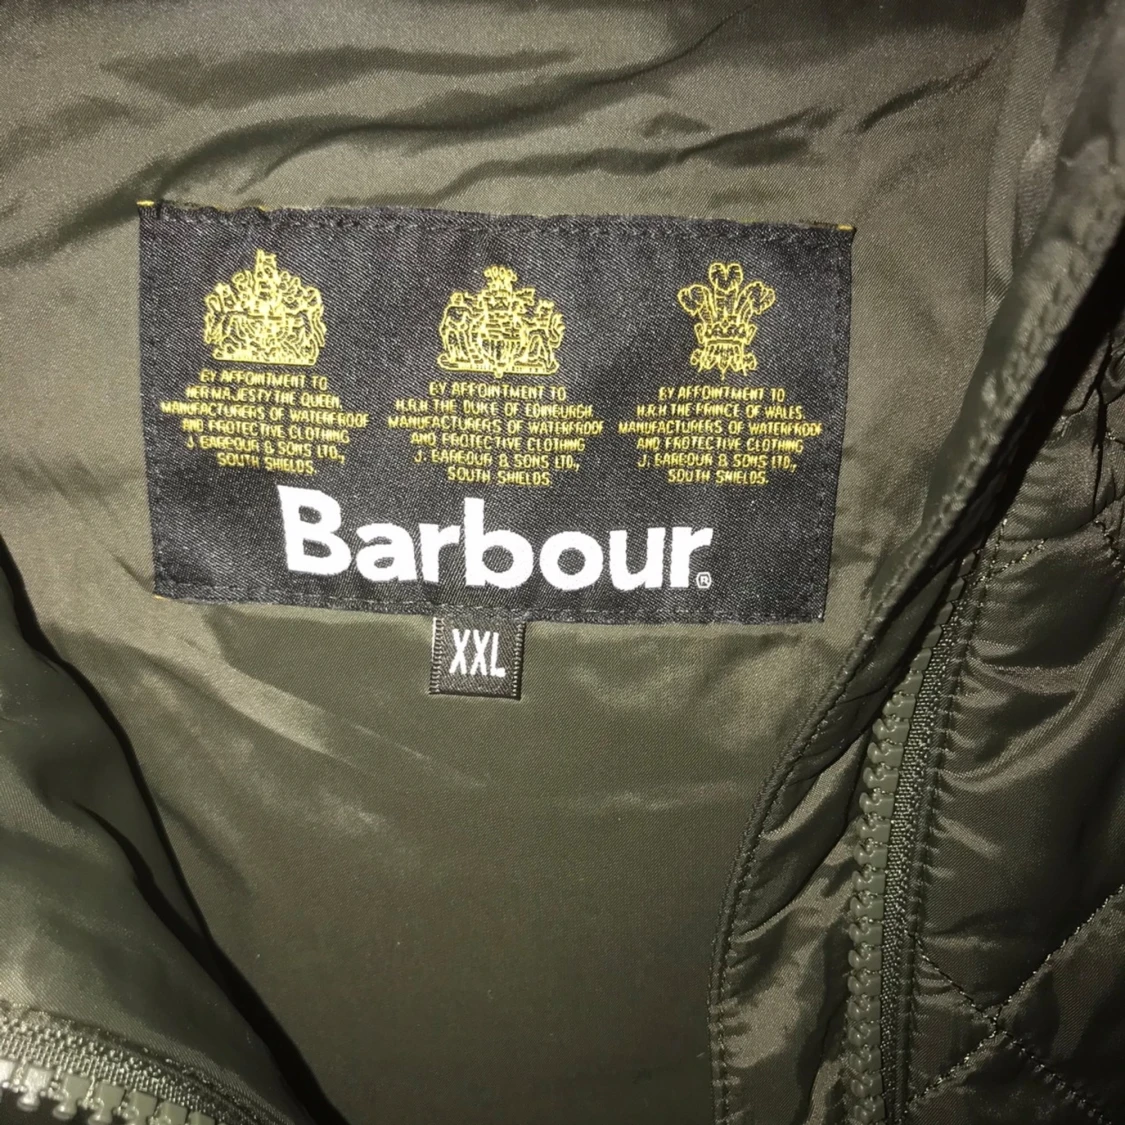 BY APPOINTMENT TO
HER MAJESTY THE QUEEN
MANUFACTURERS OF WATERPROOF
AND PROTECTIVE CLOTHING
J. BARBOUR & SONS LTD.,
SOUTH SHIELDS.
BY APPOINTMENT TO
H.R.H THE DUKE OF EDINBURGH.
MANUFACTURERS OF WATERPROOF
AND PROTECTIVE CLOTHING
J. BARBOUR & SONS LTD.,
SOUTH SHIELDS.
BY APPOINTMENT TO
H.R.H THE PRINCE OF WALES.
MANUFACTURERS OF WATERPROOF
AND PROTECTIVE CLOTHING
J. BARBOUR & SONS LTD.,
SOUTH SHIELDS.
Barbour®
XXL